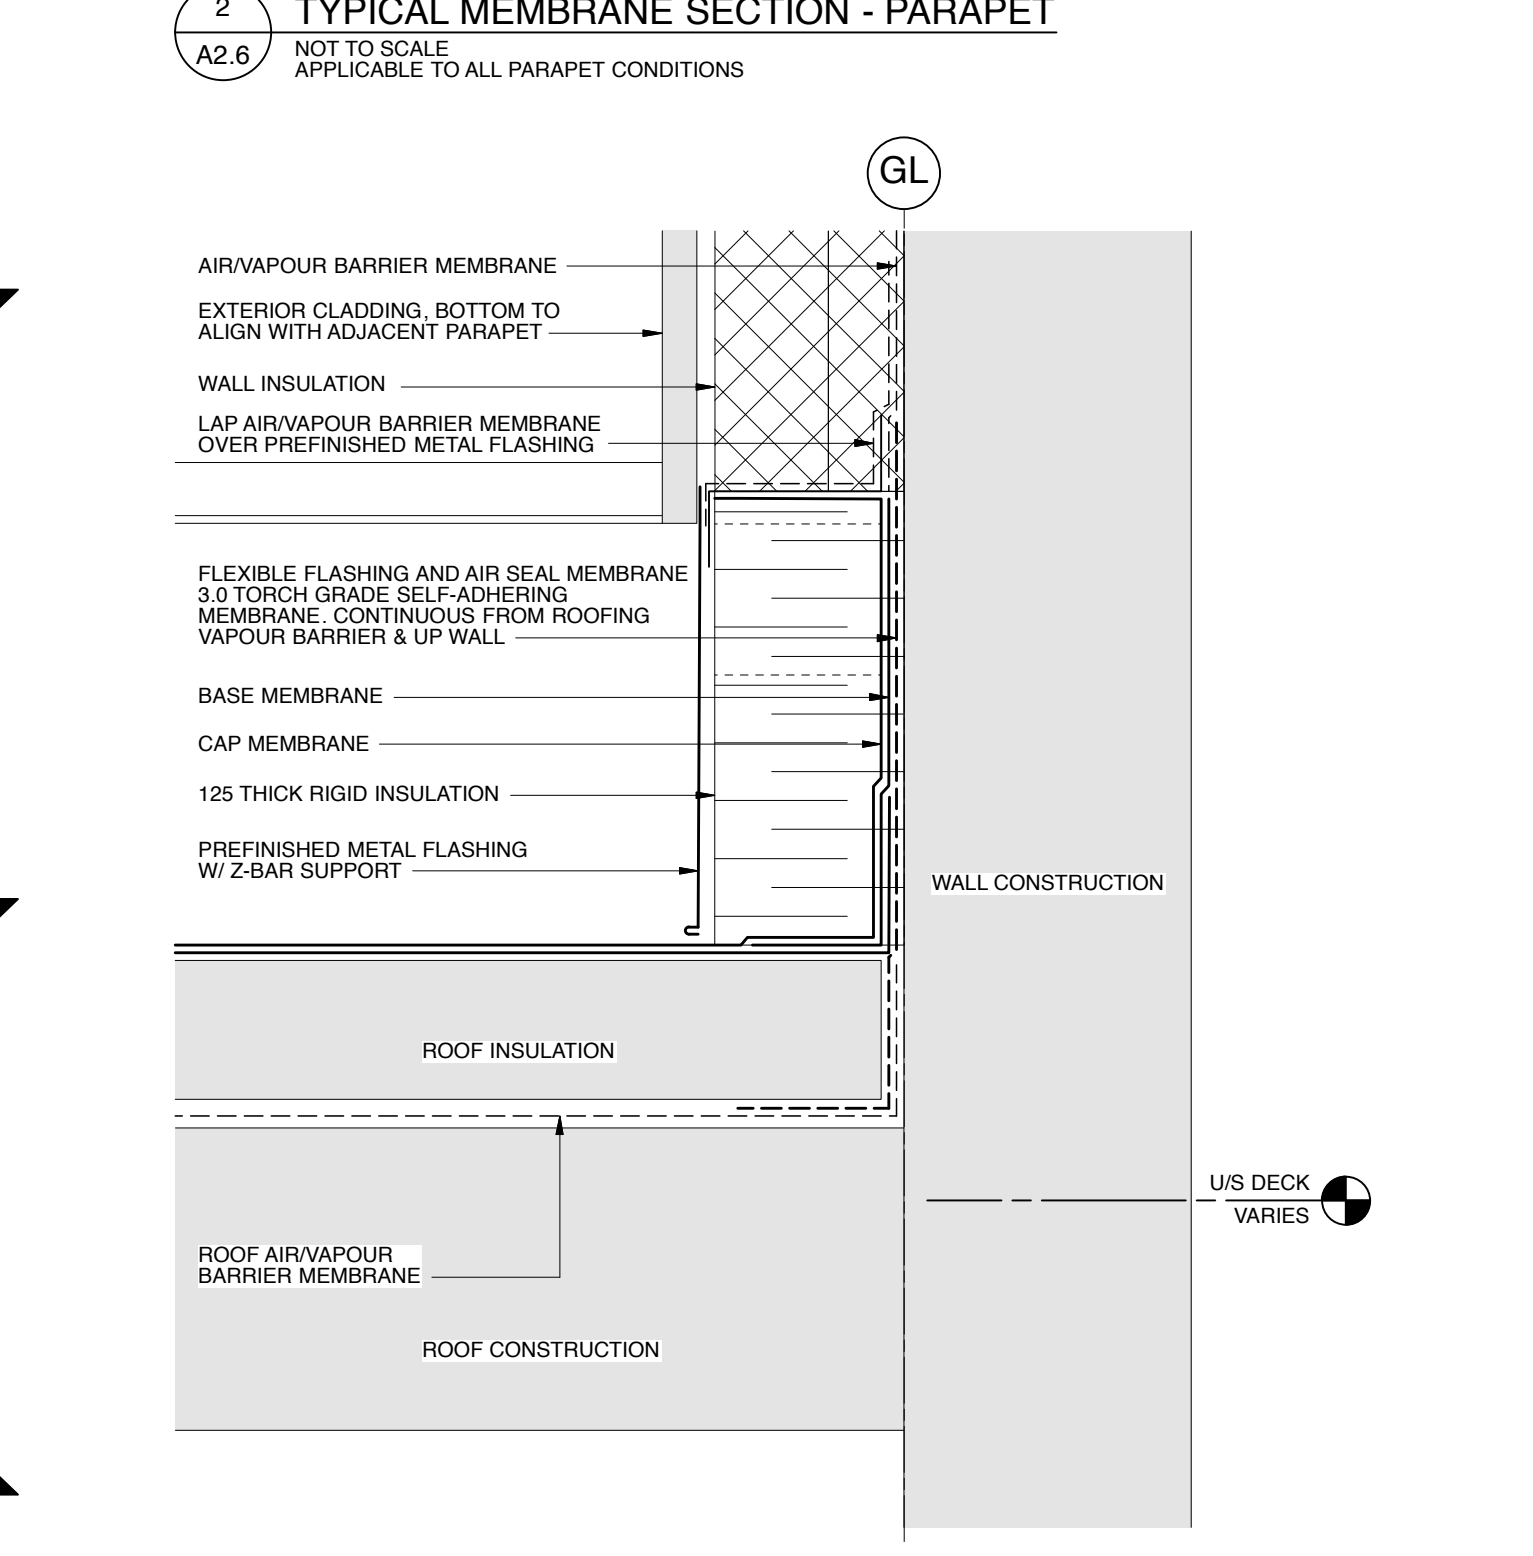 2
TYPICAL MEMBRANE SECTION - PARAPET
A2.6
NOT TO SCALE
APPLICABLE TO ALL PARAPET CONDITIONS
GL
AIR/VAPOUR BARRIER MEMBRANE
EXTERIOR CLADDING, BOTTOM TO
ALIGN WITH ADJACENT PARAPET
WALL INSULATION
LAP AIR/VAPOUR BARRIER MEMBRANE
OVER PREFINISHED METAL FLASHING
FLEXIBLE FLASHING AND AIR SEAL MEMBRANE
3.0 TORCH GRADE SELF-ADHERING
MEMBRANE. CONTINUOUS FROM ROOFING
VAPOUR BARRIER & UP WALL
BASE MEMBRANE
CAP MEMBRANE
125 THICK RIGID INSULATION
PREFINISHED METAL FLASHING
W/ Z-BAR SUPPORT
WALL CONSTRUCTION
ROOF INSULATION
U/S DECK
VARIES
ROOF AIR/VAPOUR
BARRIER MEMBRANE
ROOF CONSTRUCTION